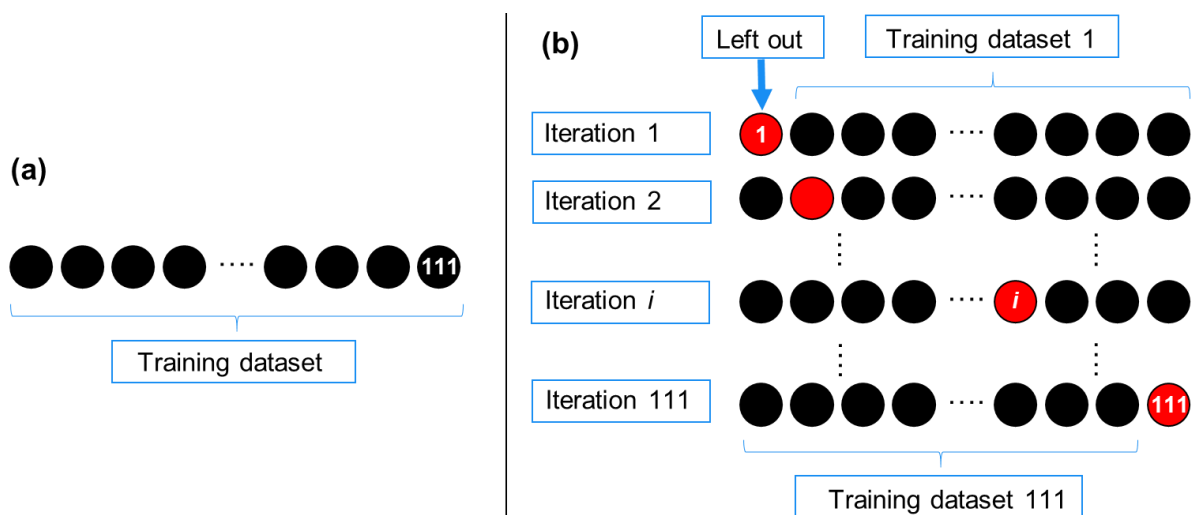 (a)
111
Training dataset
(b)
Left out
Training dataset 1
Iteration 1
1
....
Iteration 2
....
Iteration i
....
i
Iteration 111
....
111
Training dataset 111